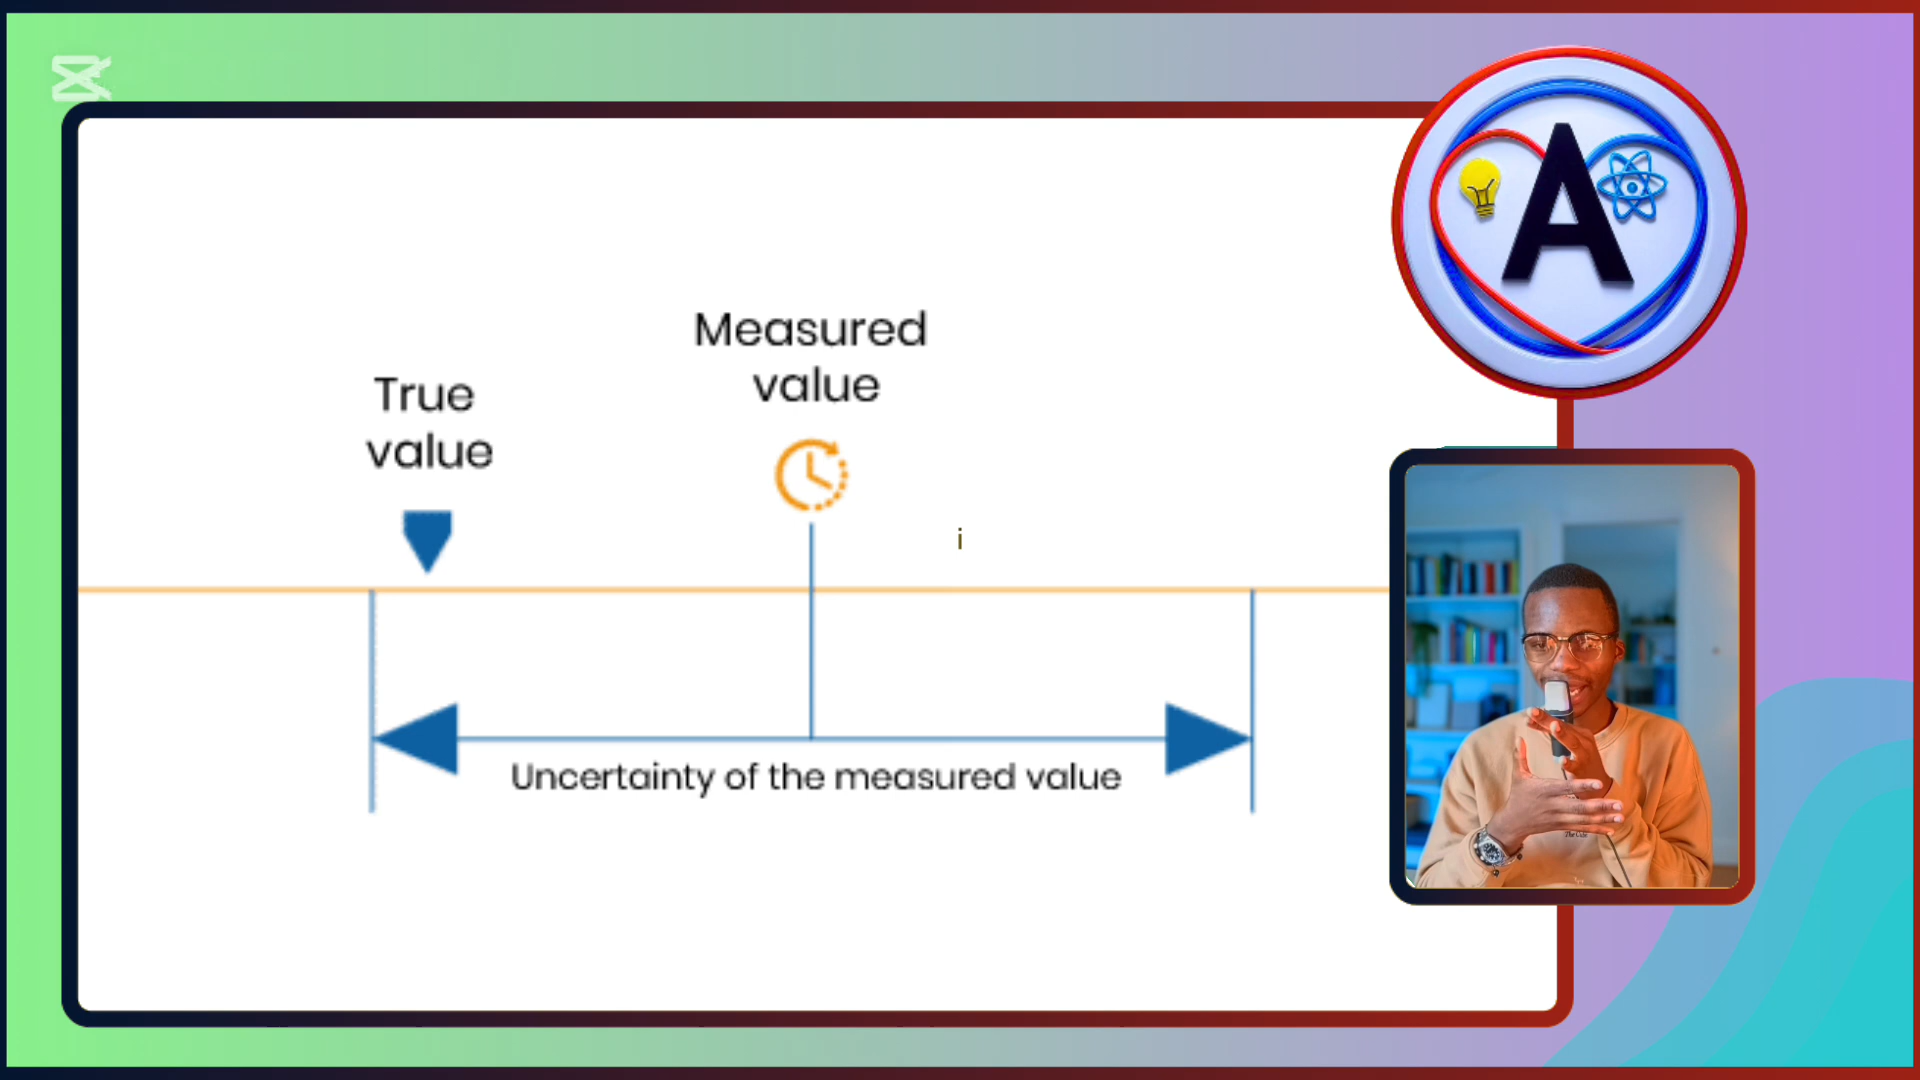 A
Measured
value
True
value
i
Uncertainty of the measured value